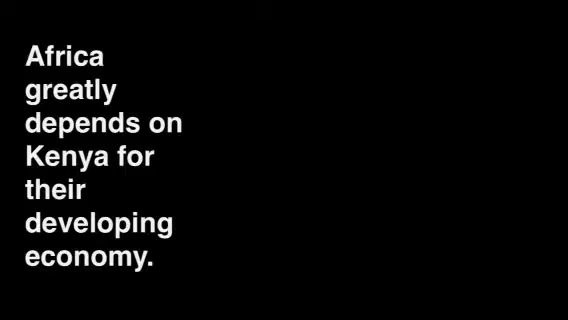 Africa
greatly
depends on
Kenya for
their
developing
economy.